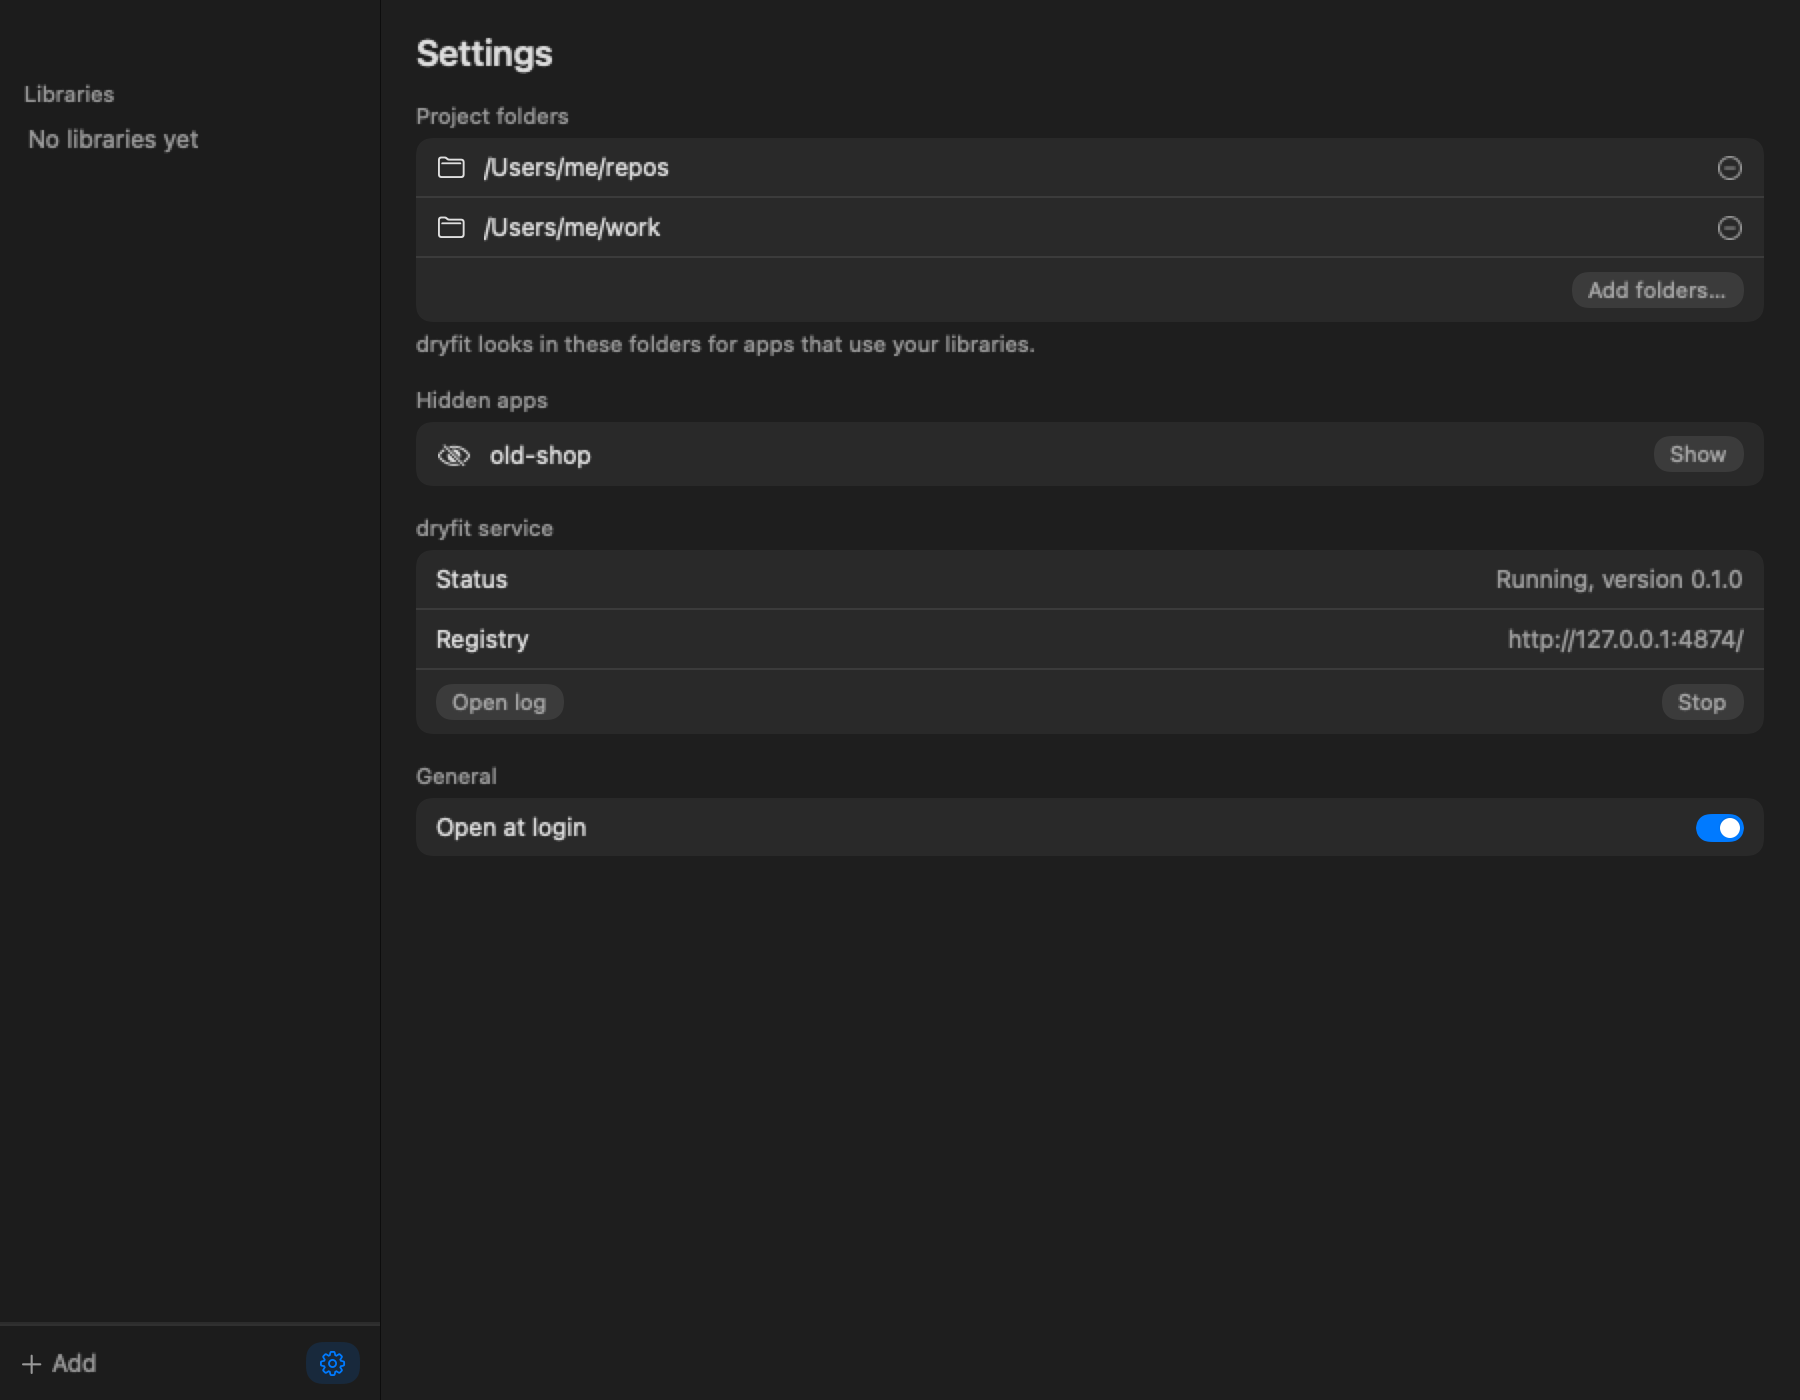 Libraries
No libraries yet
Add
Settings
Project folders
/Users/me/repos
/Users/me/work
Add folders...
dryfit looks in these folders for apps that use your libraries.
Hidden apps
old-shop
Show
dryfit service
Status
Running, version 0.1.0
Registry
http://127.0.0.1:4874/
Open log
Stop
General
Open at login